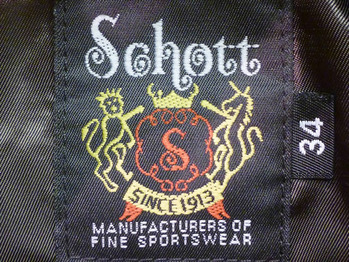 Schott
S
SINCE 1913
34
MANUFACTURERS OF
FINE SPORTSWEAR